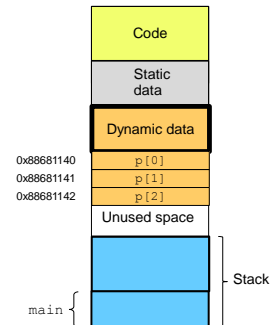 Code
Static
data
Dynamic data
0x88681140 p[0]
0x88681141 p[1]
0x88681142 p[2]
Unused space
Stack
main